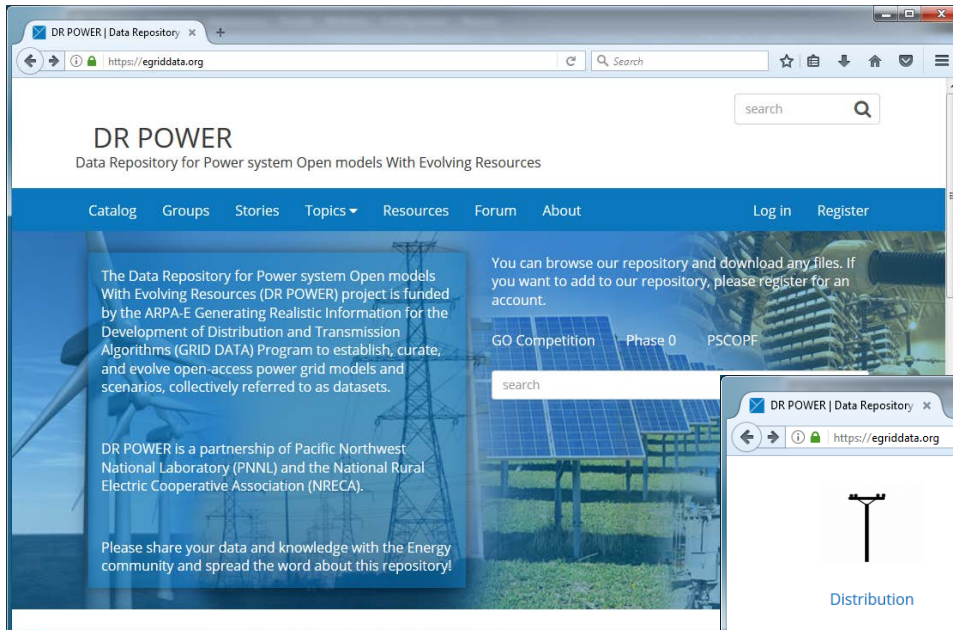 DR POWER | Data Repository
https://egriddata.org
Search
search
DR POWER
Data Repository for Power system Open models With Evolving Resources
Catalog Groups Stories Topics Resources Forum About Log in Register
The Data Repository for Power system Open models
With Evolving Resources (DR POWER) project is funded
by the ARPA-E Generating Realistic Information for the
Development of Distribution and Transmission
Algorithms (GRID DATA) Program to establish, curate,
and evolve open-access power grid models and
scenarios, collectively referred to as datasets.
DR POWER is a partnership of Pacific Northwest
National Laboratory (PNNL) and the National Rural
Electric Cooperative Association (NRECA).
Please share your data and knowledge with the Energy
community and spread the word about this repository!
You can browse our repository and download any files. If
you want to add to our repository, please register for an
account.
GO Competition Phase 0 PSCOPF
search
DR POWER | Data Repository
https://egriddata.org
Distribution